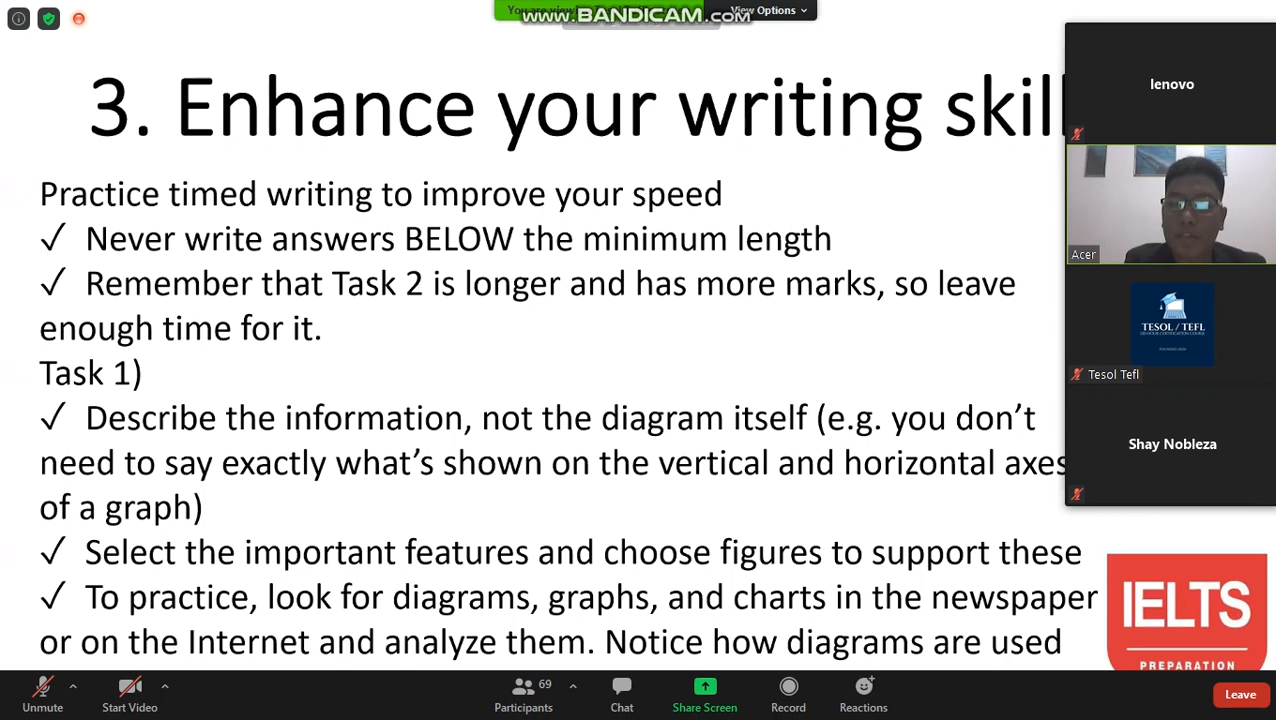 www.BANDICAM.com
View Options
3. Enhance your writing skil
Practice timed writing to improve your speed
✓ Never write answers BELOW the minimum length
✓ Remember that Task 2 is longer and has more marks, so leave
enough time for it.
Task 1)
✓ Describe the information, not the diagram itself (e.g. you don’t
need to say exactly what’s shown on the vertical and horizontal axes
of a graph)
✓ Select the important features and choose figures to support these
✓ To practice, look for diagrams, graphs, and charts in the newspaper
or on the Internet and analyze them. Notice how diagrams are used
lenovo
Acer
TESOL / TEFL
Tesol Tefl
Shay Nobleza
IELTS
PREPARATION
Unmute
Start Video
69
Participants
Chat
Share Screen
Record
Reactions
Leave